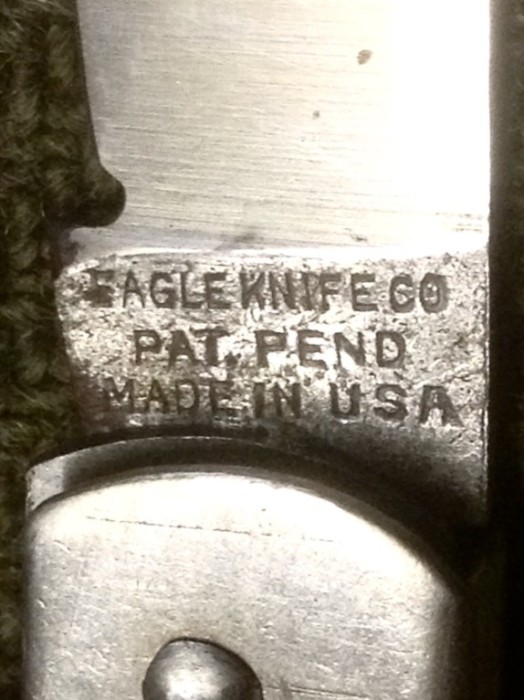 EAGLE KNIFE CO
PAT. PEND
MADE IN USA